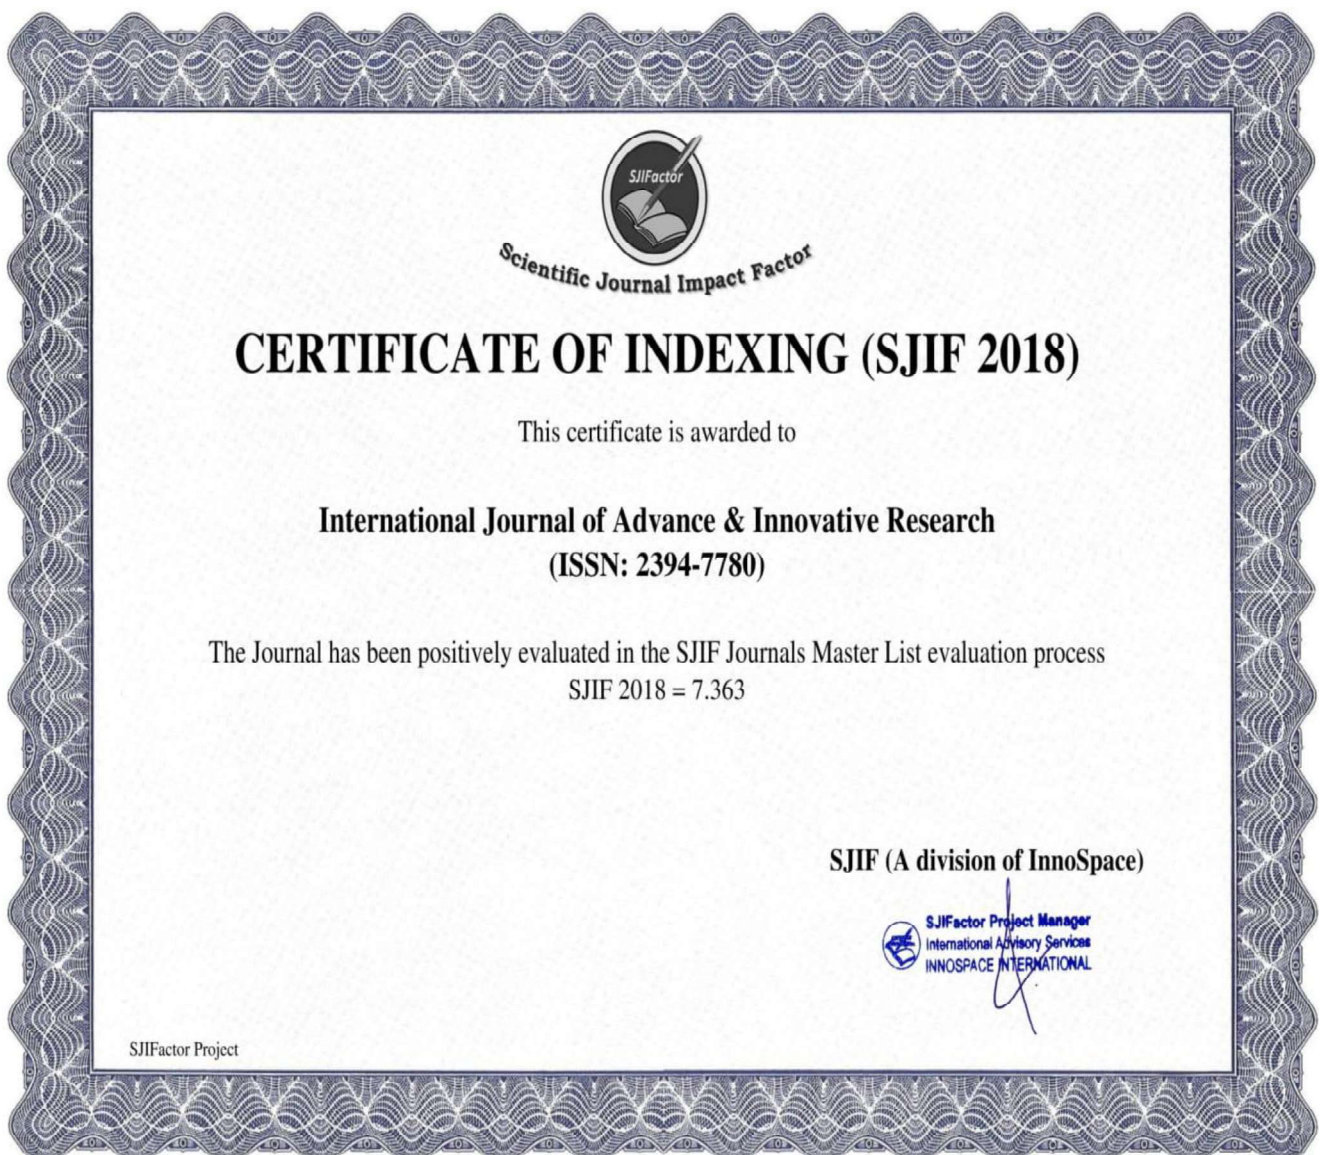 SJIFactor
Scientific Journal Impact Factor
CERTIFICATE OF INDEXING (SJIF 2018)
This certificate is awarded to
International Journal of Advance & Innovative Research
(ISSN: 2394-7780)
The Journal has been positively evaluated in the SJIF Journals Master List evaluation process
SJIF 2018 = 7.363
SJIF (A division of InnoSpace)
SJIFactor Project Manager
International Advisory Services
INNOSPACE INTERNATIONAL
SJIFactor Project